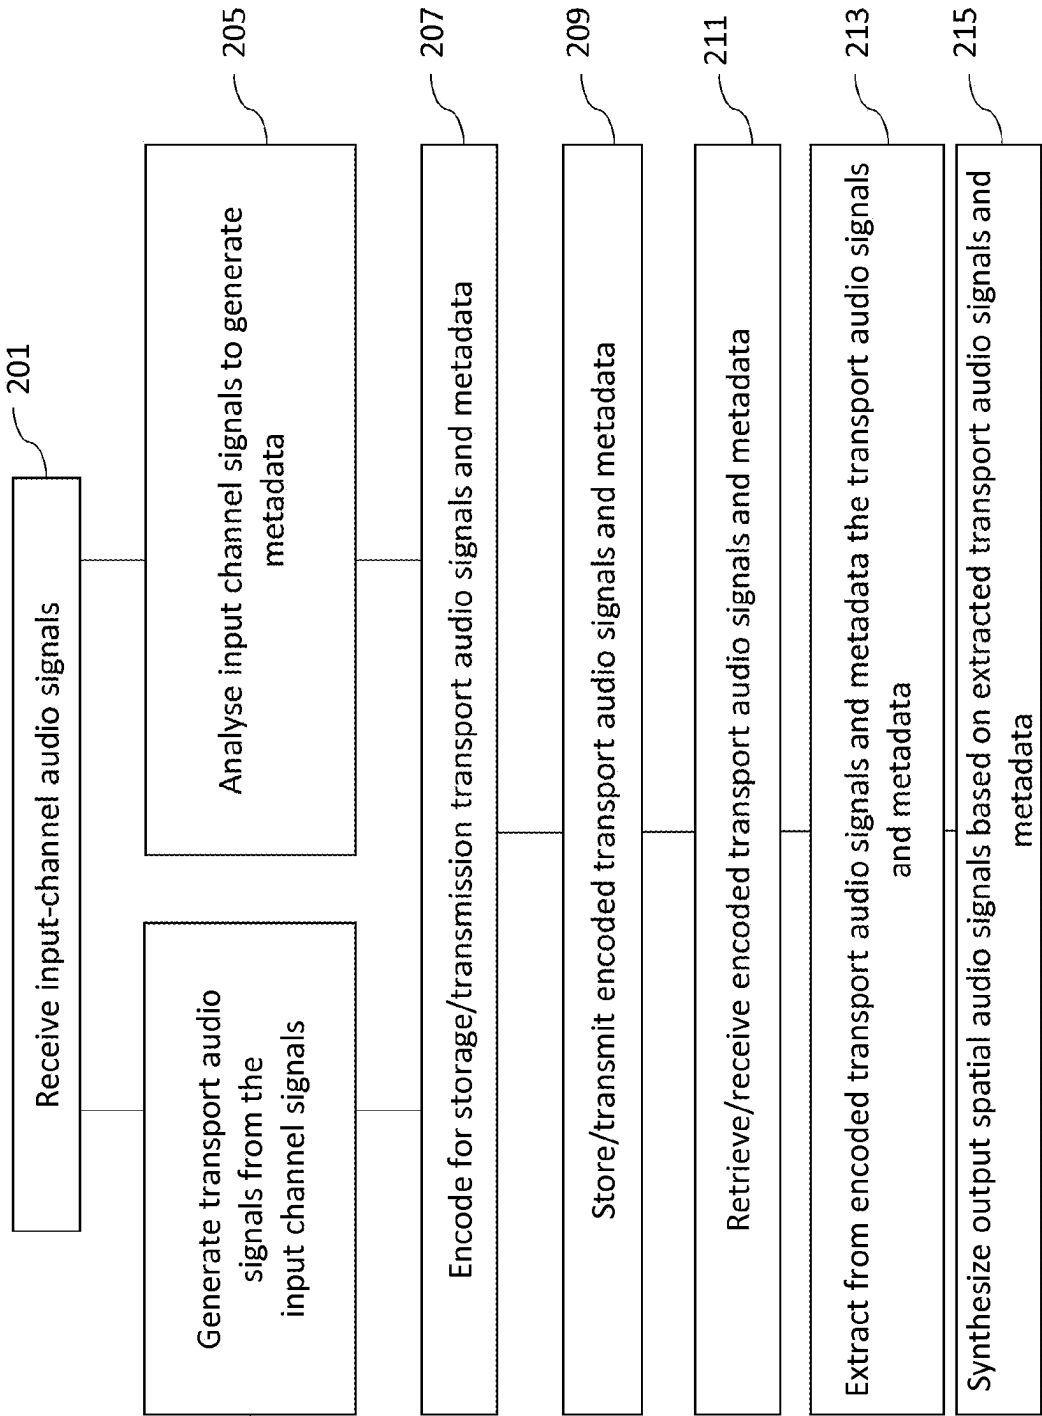 Receive input-channel audio signals
201
Generate transport audio
signals from the
input channel signals
Analyse input channel signals to generate
metadata
205
Encode for storage/transmission transport audio signals and metadata
207
Store/transmit encoded transport audio signals and metadata
209
Retrieve/receive encoded transport audio signals and metadata
211
Extract from encoded transport audio signals and metadata the transport audio signals
and metadata
213
Synthesize output spatial audio signals based on extracted transport audio signals and
metadata
215